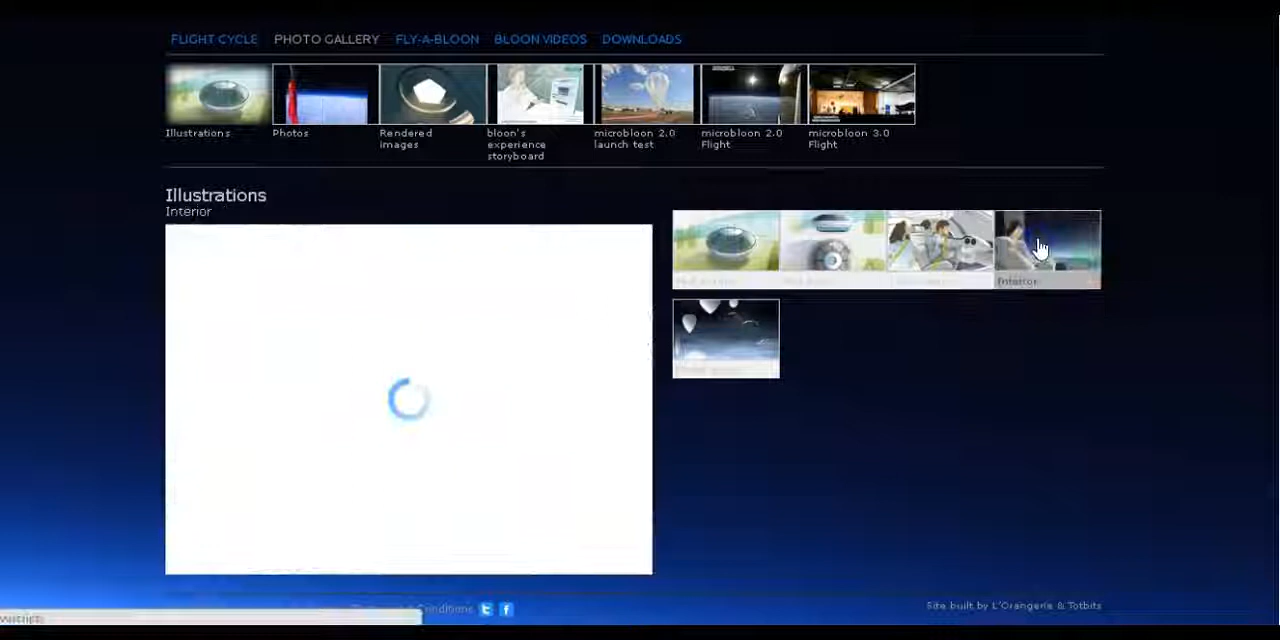 FLIGHT CYCLE PHOTO GALLERY FLY-A-BLOON BLOON VIDEOS DOWNLOADS
Illustrations
Photos
Rendered images
bloon's experience storyboard
microbloon 2.0 launch test
microbloon 2.0 Flight
microbloon 3.0 Flight
Illustrations
Interior
Interior
Conditions
Site built by L'Orangerie & Totbits